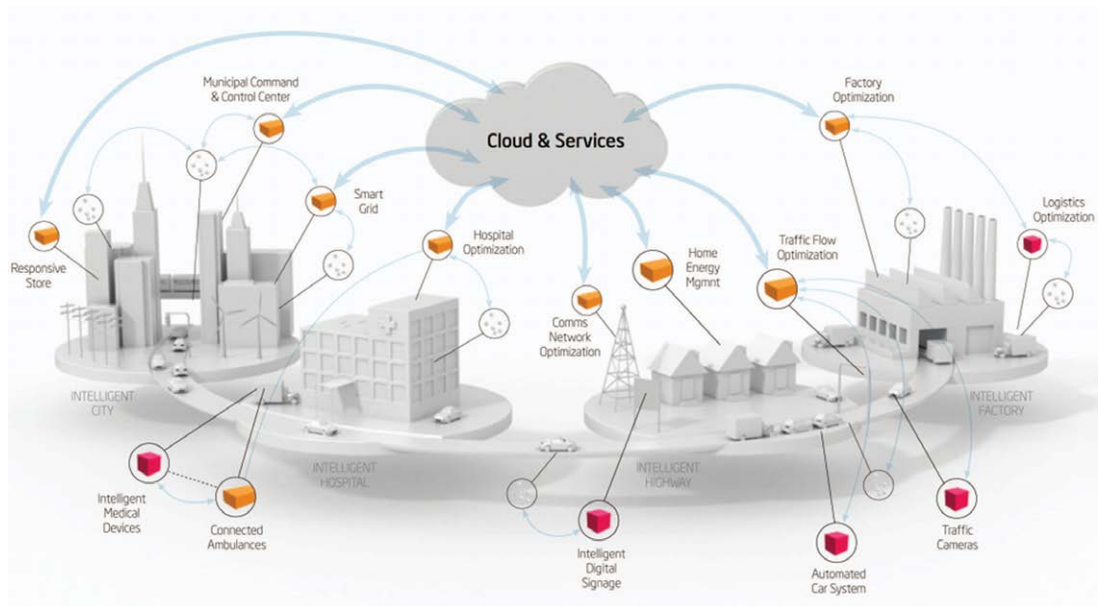 Municipal Command
& Control Center
Factory
Optimization
Cloud & Services
Smart
Grid
Logistics
Optimization
Hospital
Optimization
Traffic Flow
Optimization
Responsive
Store
Home
Energy
Mgmnt
Comms
Network
Optimization
INTELLIGENT
CITY
INTELLIGENT
FACTORY
INTELLIGENT
HOSPITAL
INTELLIGENT
HIGHWAY
Intelligent
Medical
Devices
Connected
Ambulances
Intelligent
Digital
Signage
Automated
Car System
Traffic
Cameras